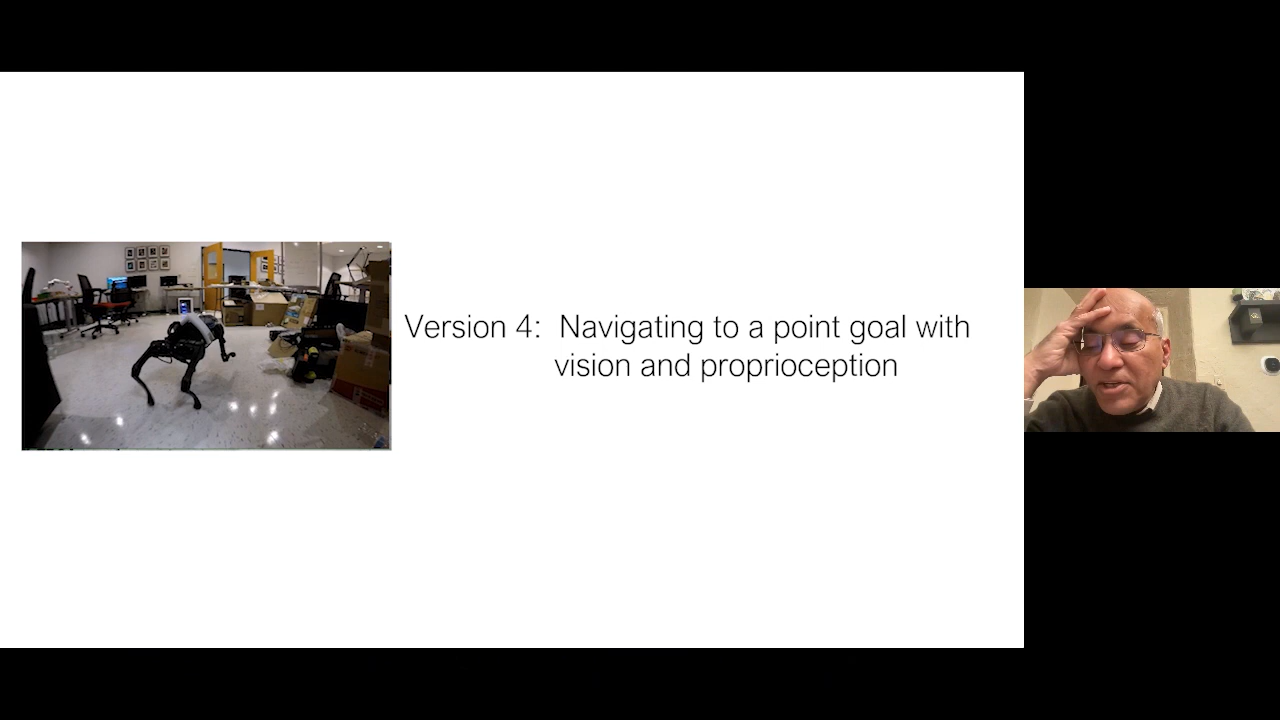 Version 4: Navigating to a point goal with
vision and proprioception